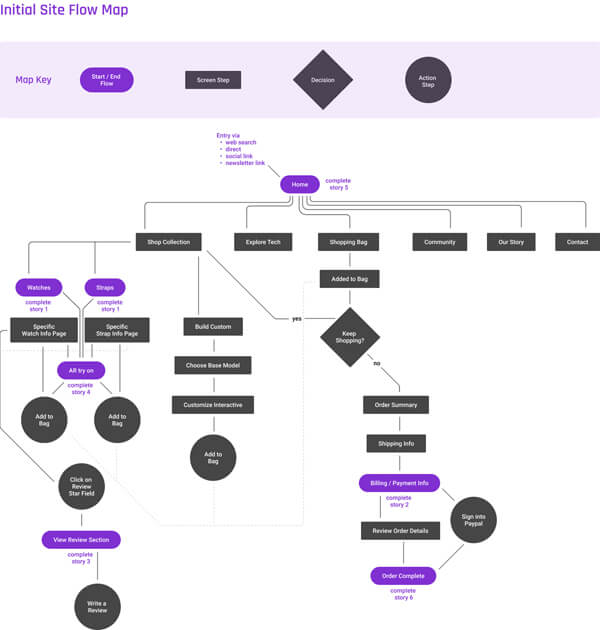 Initial Site Flow Map
Map Key
Start / End
Flow
Screen Step
Decision
Action
Step
Entry via
• web search
• direct
• social link
• newsletter link
Home
complete
story 5
Shop Collection
Explore Tech
Shopping Bag
Community
Our Story
Contact
Added to Bag
Watches
Straps
complete
story 1
complete
story 1
Specific
Watch Info Page
Specific
Strap Info Page
Build Custom
yes
Keep
Shopping?
no
AR try on
complete
story 4
Choose Base Model
Customize Interactive
Add to
Bag
Add to
Bag
Add to
Bag
Order Summary
Shipping Info
Click on
Review
Star Field
Billing / Payment Info
complete
story 2
Sign into
Paypal
Review Order Details
View Review Section
complete
story 3
Order Complete
complete
story 6
Write a
Review